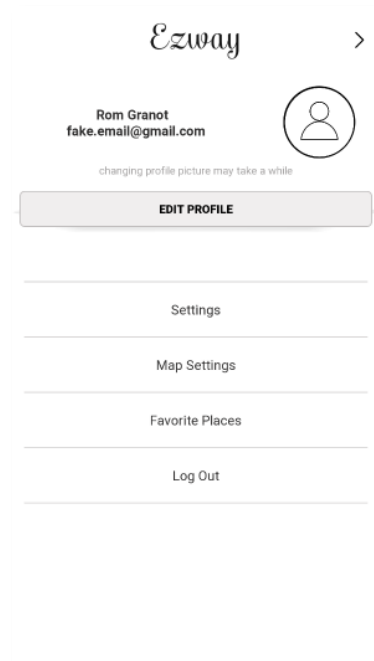 Ezway
Rom Granot
fake.email@gmail.com
changing profile picture may take a while
EDIT PROFILE
Settings
Map Settings
Favorite Places
Log Out